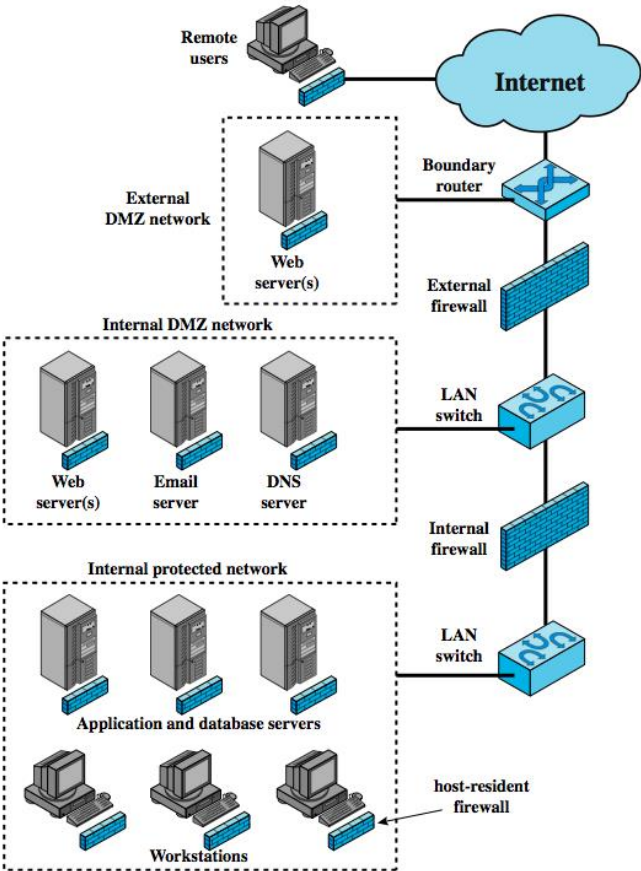 Remote
users
Internet
Boundary
router
External
DMZ network
Web
server(s)
External
firewall
Internal DMZ network
LAN
switch
Web
server(s)
Email
server
DNS
server
Internal
firewall
Internal protected network
LAN
switch
Application and database servers
host-resident
firewall
Workstations